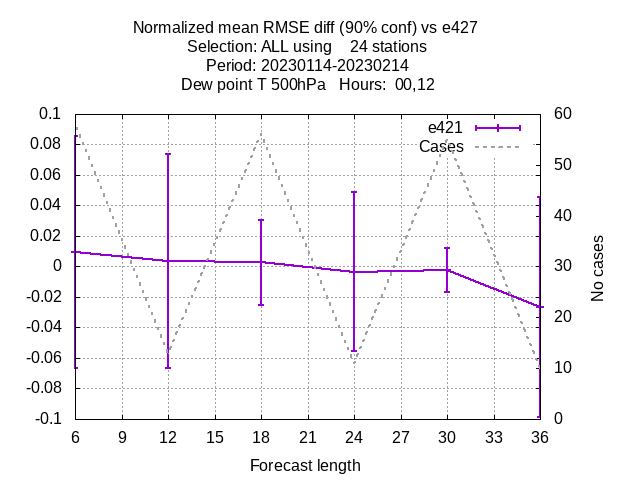 Normalized mean RMSE diff (90% conf) vs e427
Selection: ALL using    24 stations
Period: 20230114-20230214
Dew point T 500hPa   Hours:  00,12
0.1
0.08
0.06
0.04
0.02
0
-0.02
-0.04
-0.06
-0.08
-0.1
e421
Cases
60
50
40
30
20
10
0
No cases
6 9 12 15 18 21 24 27 30 33 36
Forecast length